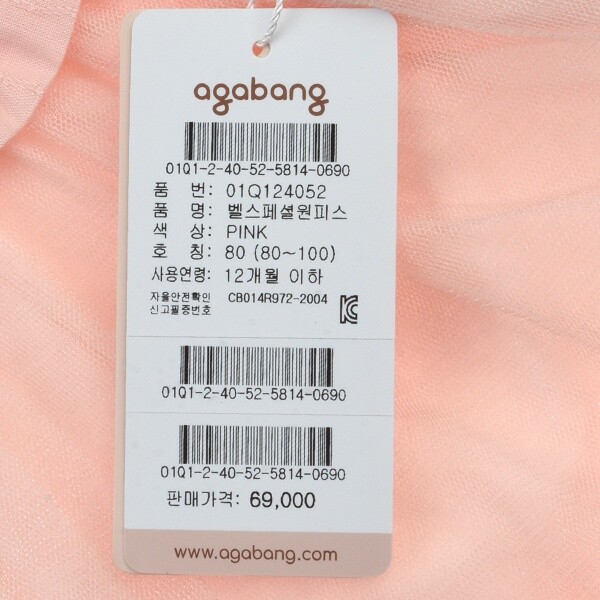 agabang
01Q1-2-40-52-5814-0690
품 번: 01Q124052
품 명: 벨스페셜원피스
색 상: PINK
호 칭: 80 (80~100)
사용연령: 12개월 이하
자율안전확인
신고필증번호 CB014R972-2004
01Q1-2-40-52-5814-0690
01Q1-2-40-52-5814-0690
판매가격: 69,000
www.agabang.com